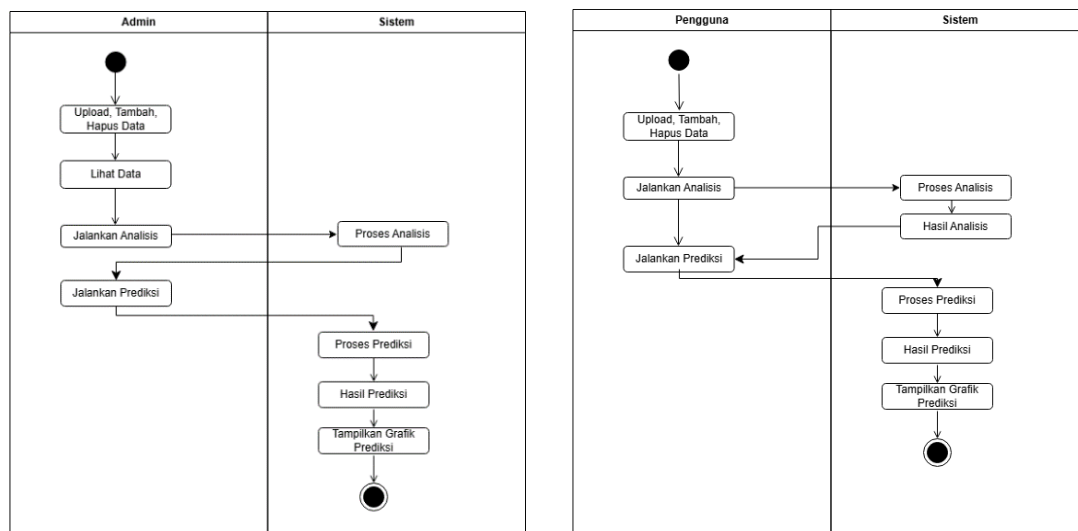 Admin
Sistem
Upload, Tambah,
Hapus Data
Lihat Data
Jalankan Analisis
Proses Analisis
Jalankan Prediksi
Proses Prediksi
Hasil Prediksi
Tampilkan Grafik
Prediksi
Pengguna
Sistem
Upload, Tambah,
Hapus Data
Jalankan Analisis
Proses Analisis
Hasil Analisis
Jalankan Prediksi
Proses Prediksi
Hasil Prediksi
Tampilkan Grafik
Prediksi